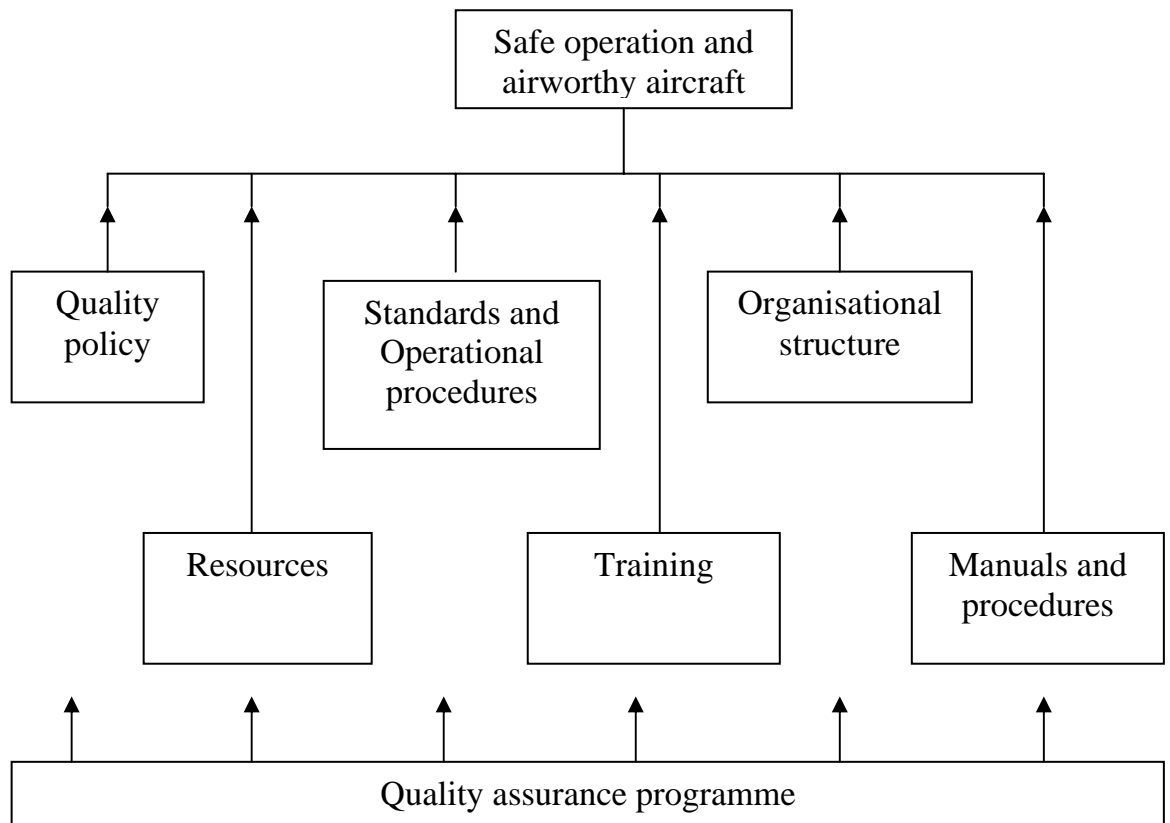 Safe operation and
airworthy aircraft
Quality
policy
Standards and
Operational
procedures
Organisational
structure
Resources
Training
Manuals and
procedures
Quality assurance programme